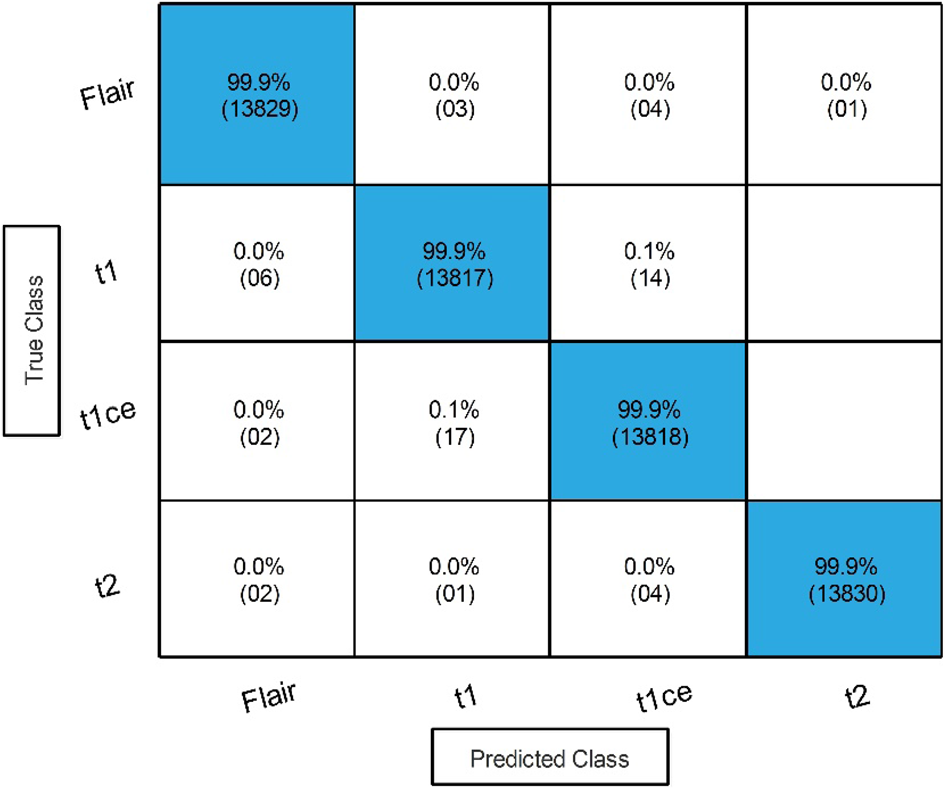 99.9% 0.0% 0.0% 0.0%
Flair (13829) (03) (04) (01)
0.0% 99.9% 0.1%
t1 (06) (13817) (14)
True Class
0.0% 0.1% 99.9%
t1ce (02) (17) (13818)
0.0% 0.0% 0.0% 99.9%
t2 (02) (01) (04) (13830)
Flair t1 t1ce t2
Predicted Class